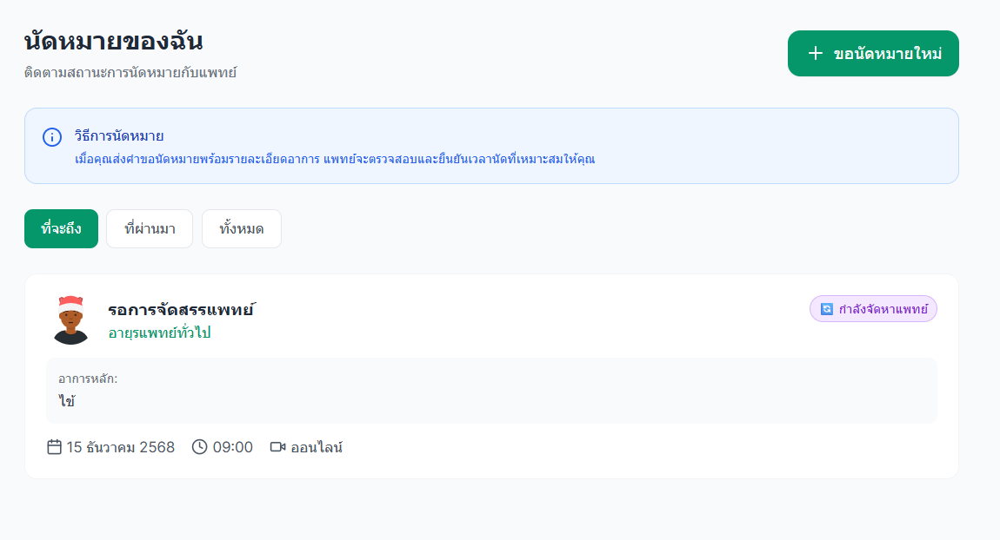 นัดหมายของฉัน
ติดตามสถานะการนัดหมายกับแพทย์
ขอนัดหมายใหม่
วิธีการนัดหมาย
เมื่อคุณส่งคำขอนัดหมายพร้อมรายละเอียดอาการ แพทย์จะตรวจสอบและยืนยันเวลานัดที่เหมาะสมให้คุณ
ที่จะถึง
ที่ผ่านมา
ทั้งหมด
รอการจัดสรรแพทย์
กำลังจัดหาแพทย์
อายุรแพทย์ทั่วไป
อาการหลัก:
ไข้
15 ธันวาคม 2568 09:00 ออนไลน์